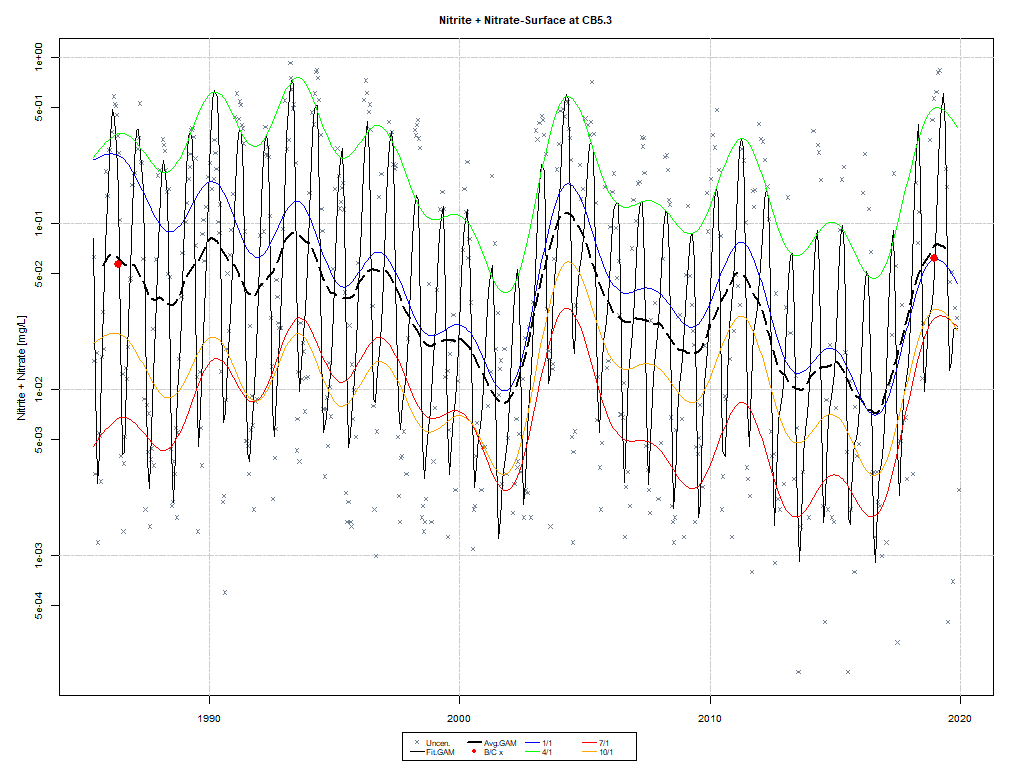 Nitrite + Nitrate-Surface at CB5.3
Nitrite + Nitrate [mg/L]
1e+00
5e-01
1e-01
5e-02
1e-02
5e-03
1e-03
5e-04
1990 2000 2010 2020
Uncen. Avg.GAM 1/1 7/1
Fit.GAM B/C x 4/1 10/1